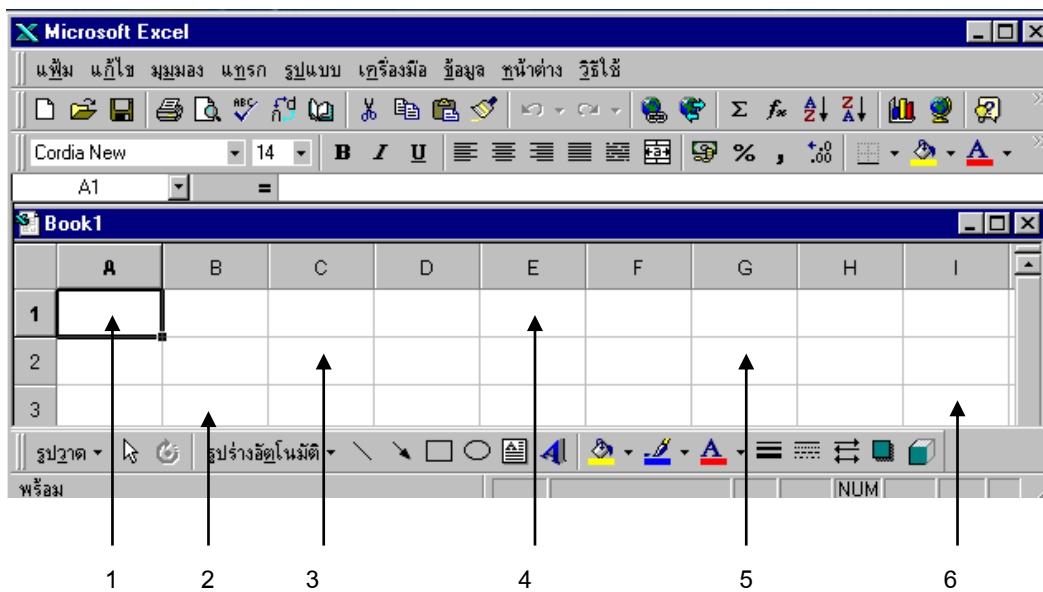 Microsoft Excel
แฟ้ม แก้ไข มุมมอง แทรก รูปแบบ เครื่องมือ ข้อมูล หน้าต่าง วิธีใช้
ABC Σ fx A Z Z A
Cordia New 14 B I U a % , .00 A
A1 =
Book1
A B C D E F G H I
1
2
3
รูปวาด รูปร่างอัตโนมัติ A A
พร้อม NUM
1 2 3 4 5 6